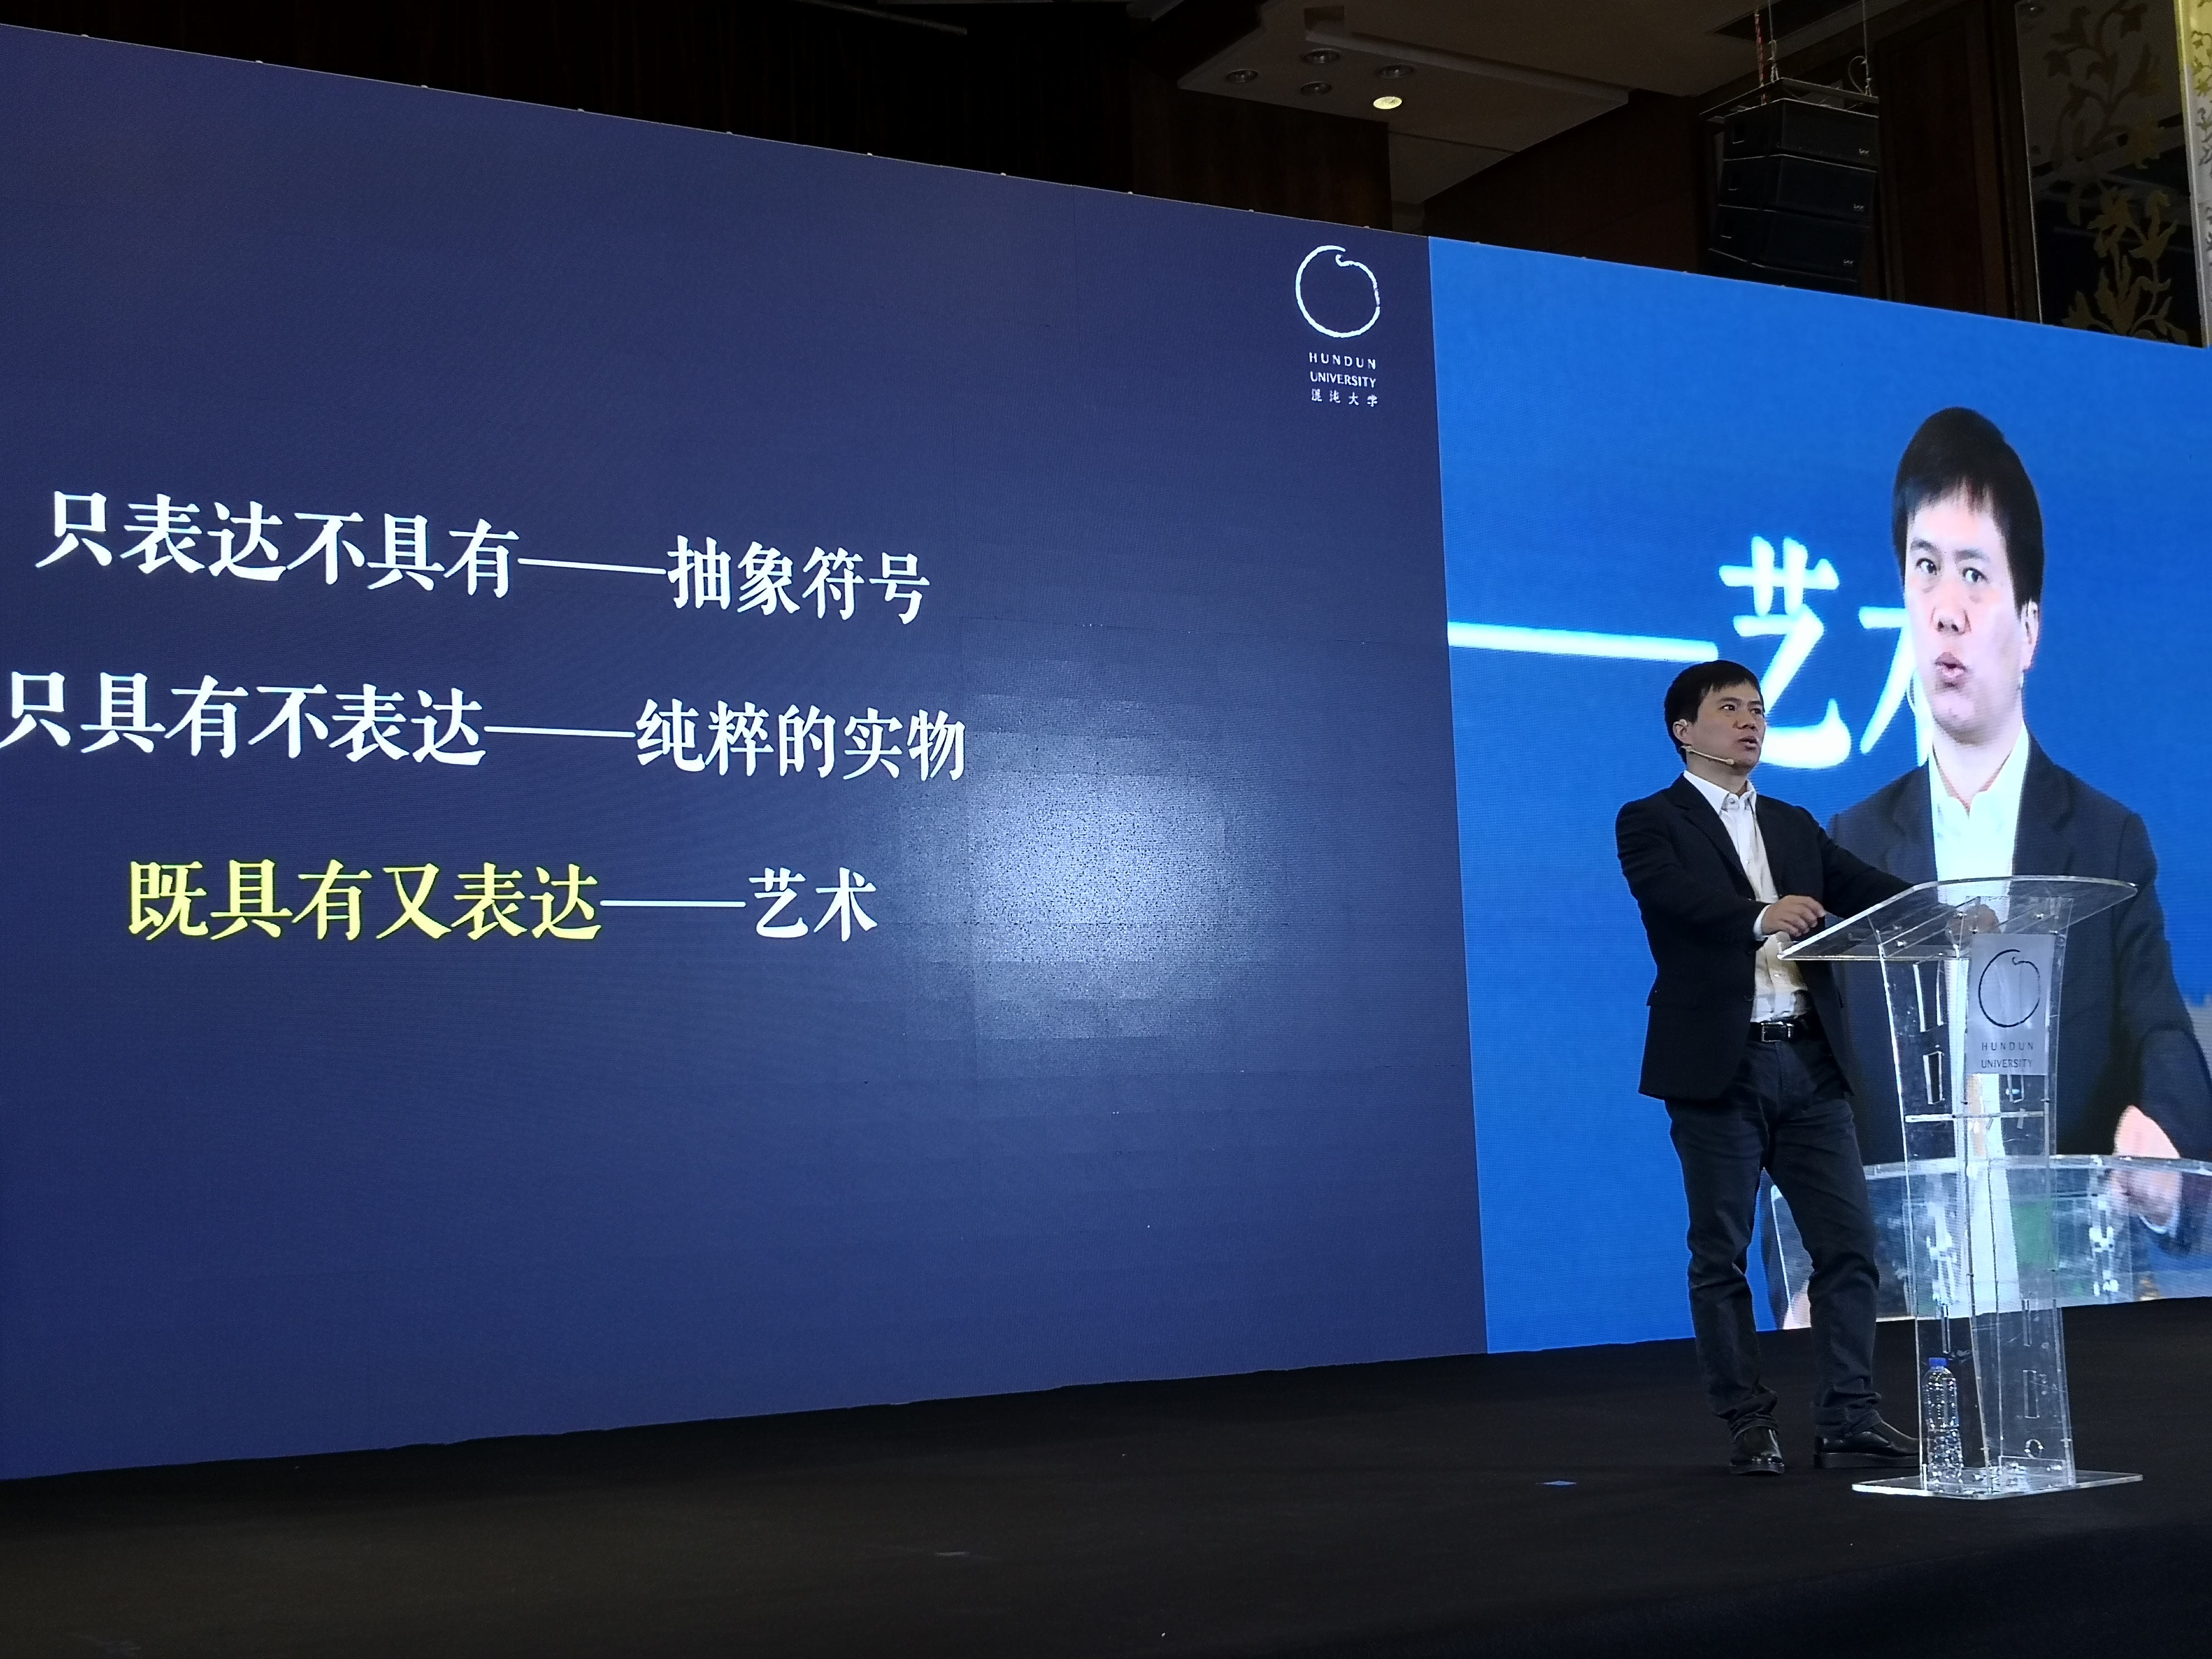 HUNDUN
UNIVERSITY
混沌大学
只表达不具有——抽象符号
只具有不表达——纯粹的实物
既具有又表达——艺术
——艺术
HUNDUN
UNIVERSITY